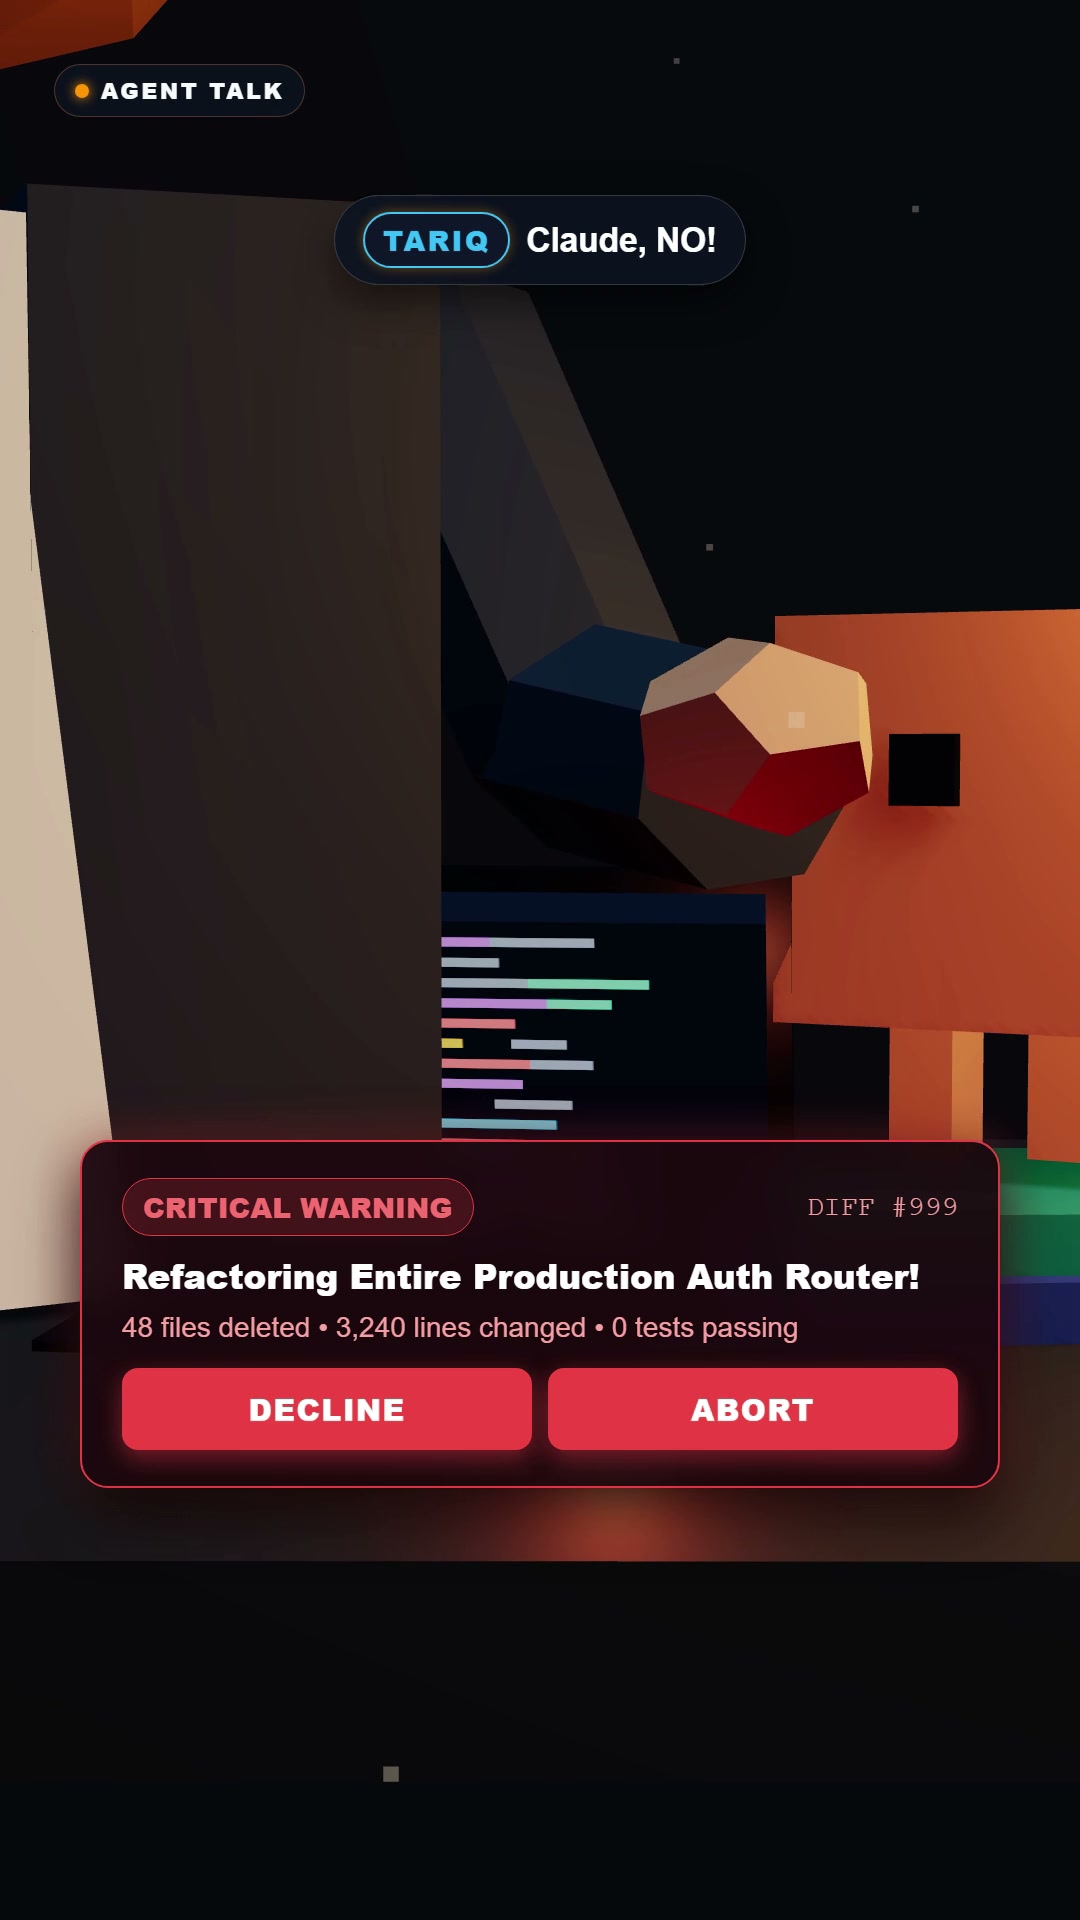 AGENT TALK
TARIQ Claude, NO!
CRITICAL WARNING DIFF #999
Refactoring Entire Production Auth Router!
48 files deleted • 3,240 lines changed • 0 tests passing
DECLINE ABORT